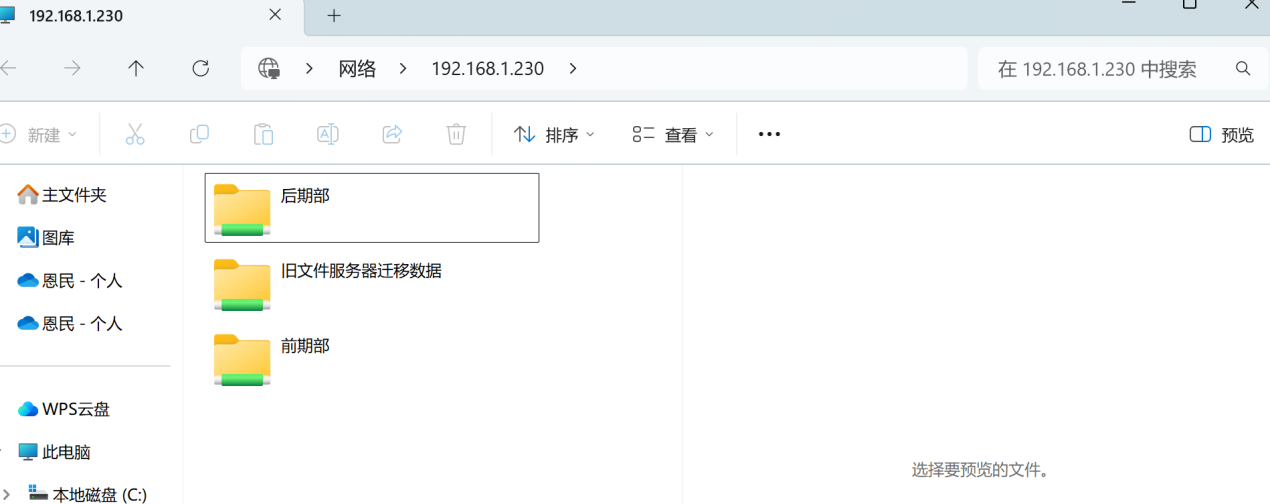 192.168.1.230
网络 192.168.1.230
在 192.168.1.230 中搜索
新建
排序
查看
预览
主文件夹
图库
恩民 - 个人
恩民 - 个人
WPS云盘
此电脑
本地磁盘 (C:)
后期部
旧文件服务器迁移数据
前期部
选择要预览的文件。